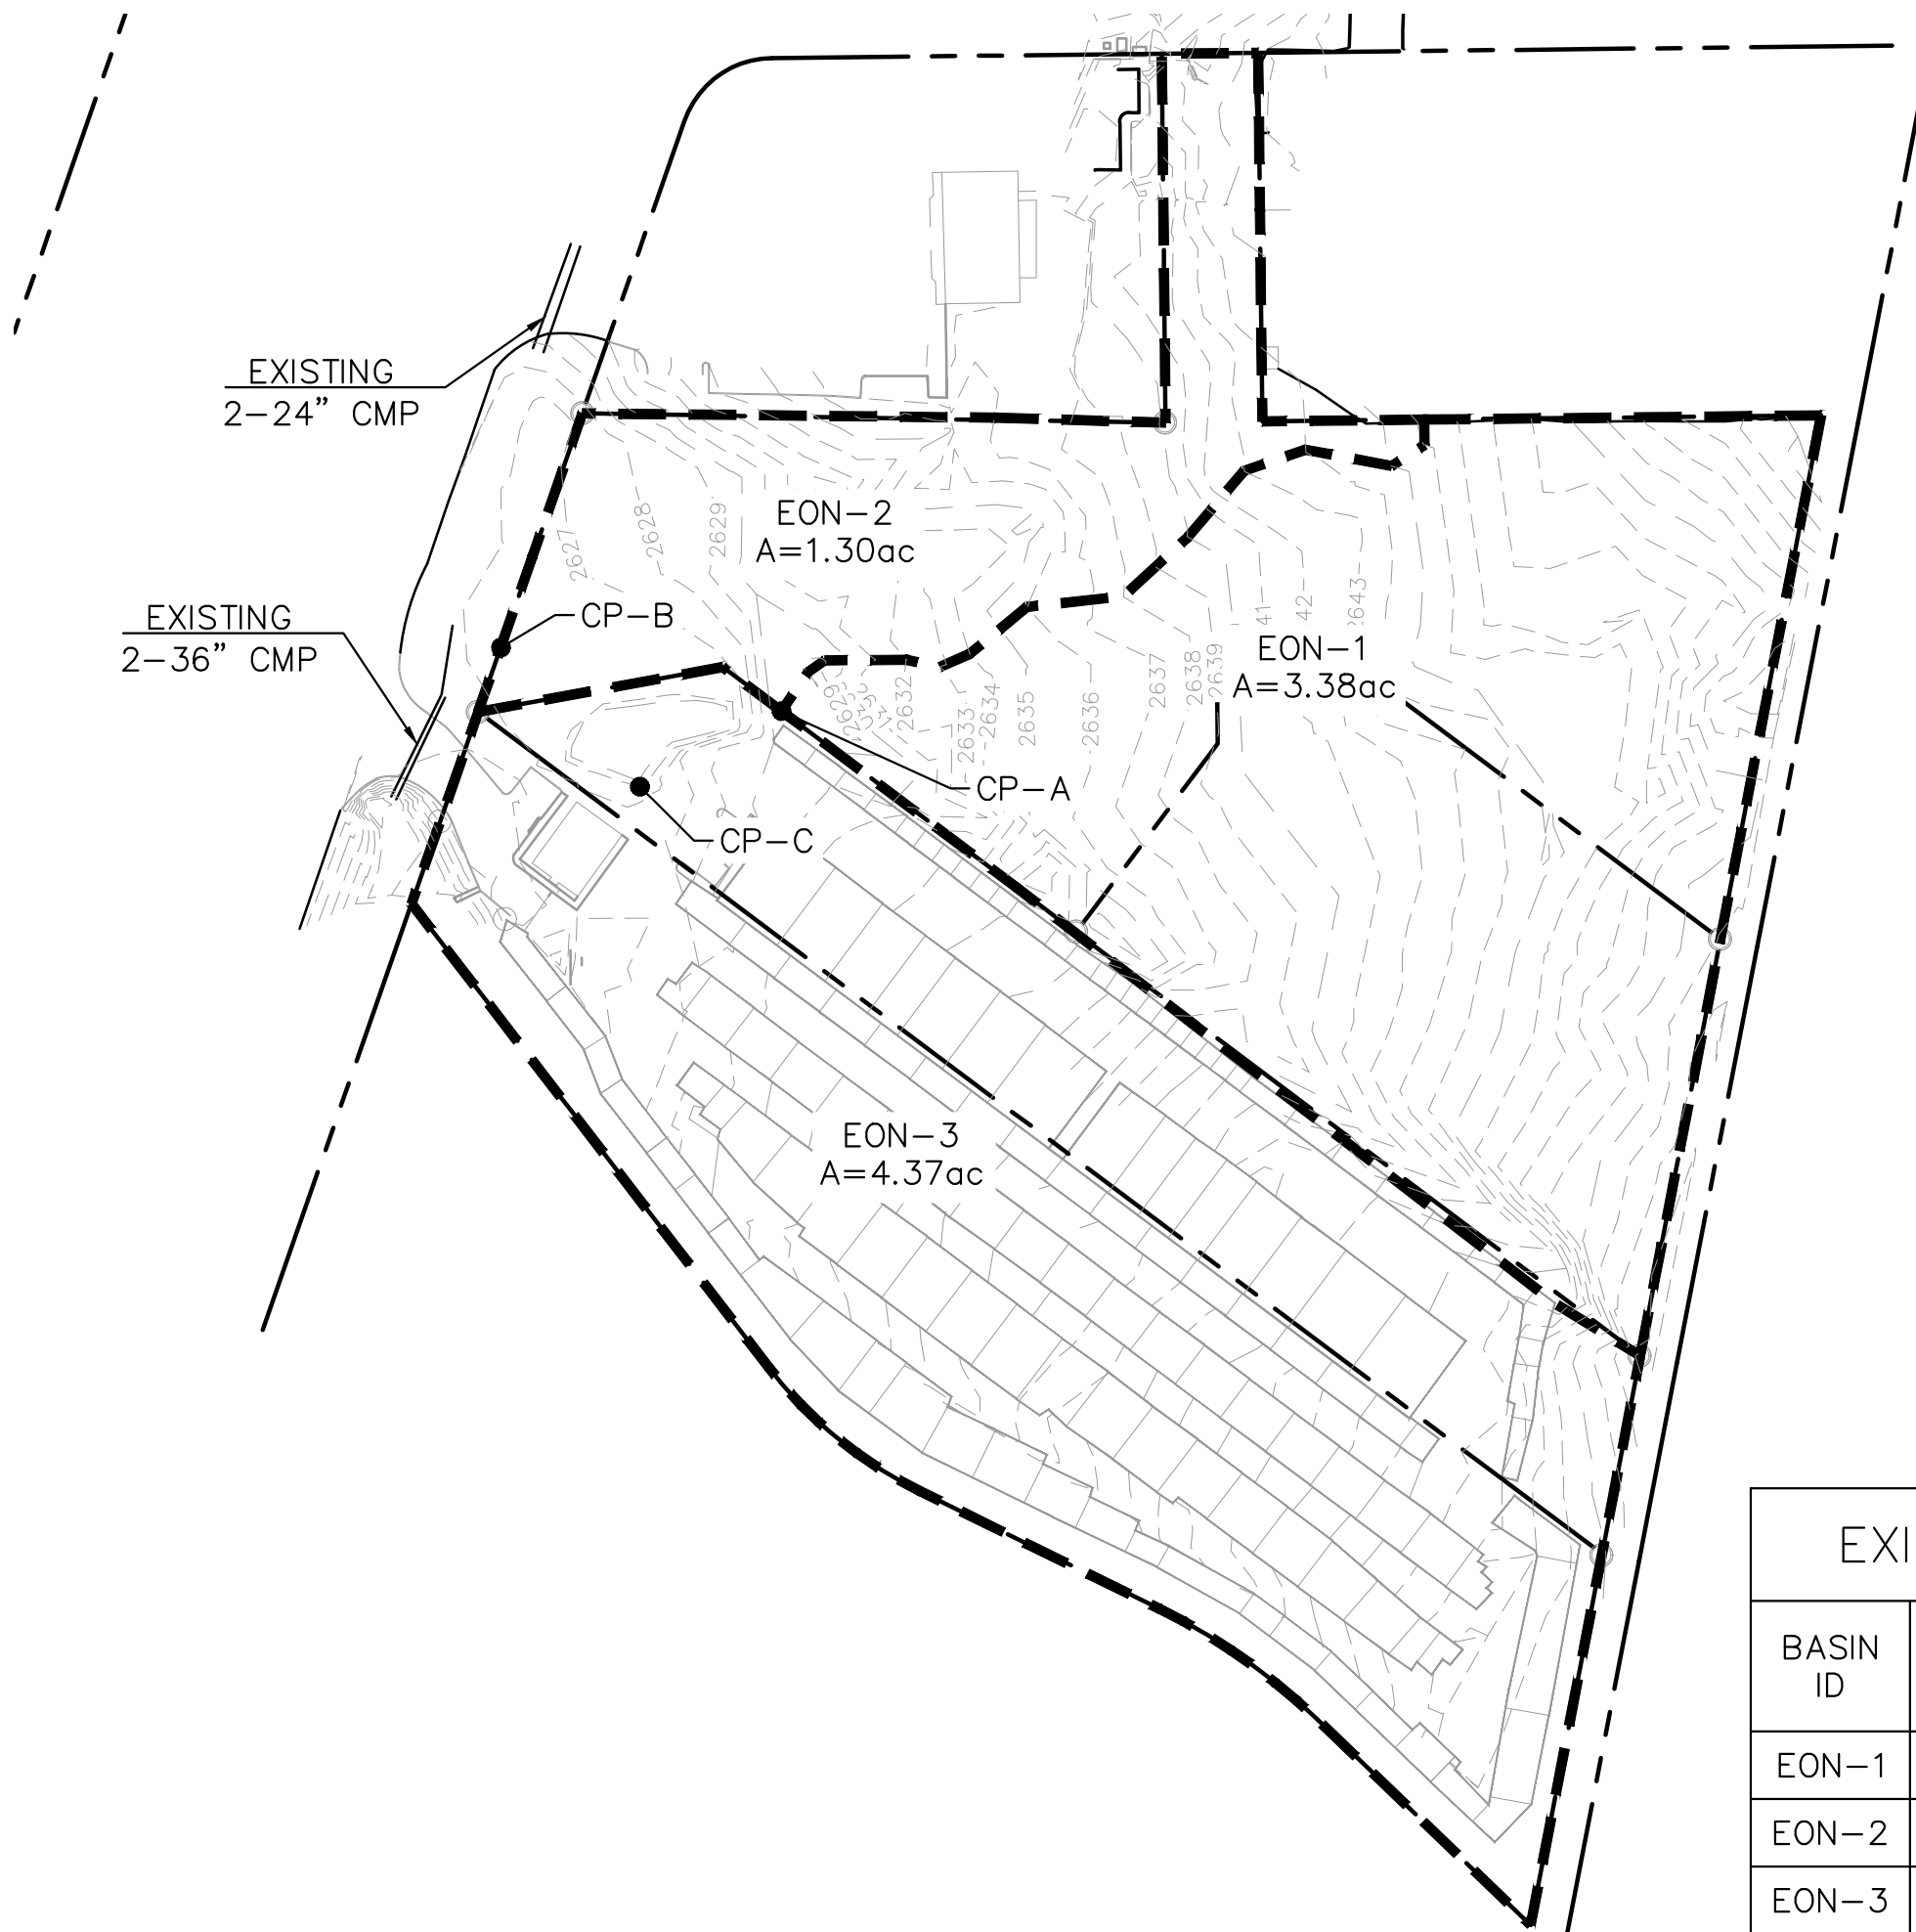 EXISTING
2-24” CMP
EON-2
A=1.30ac
2627
2628
2629
EXISTING
2-36” CMP
CP-B
EON-1
A=3.38ac
41
42
2643
2632
2633
2634
2635
2636
2637
2638
2639
CP-A
CP-C
EON-3
A=4.37ac
EXI
BASIN
ID
EON-1
EON-2
EON-3